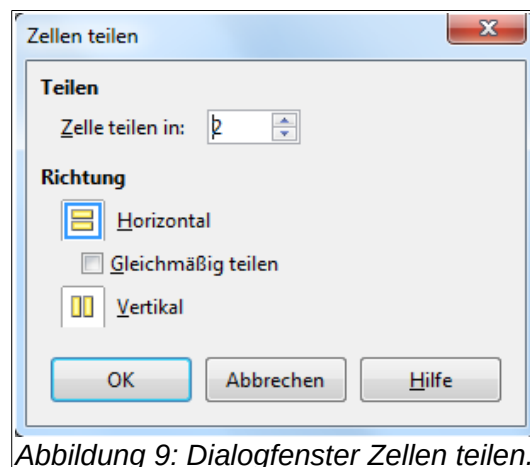 Zellen teilen
Teilen
Zelle teilen in: 2
Richtung
Horizontal
Gleichmäßig teilen
Vertikal
OK Abbrechen Hilfe
Abbildung 9: Dialogfenster Zellen teilen